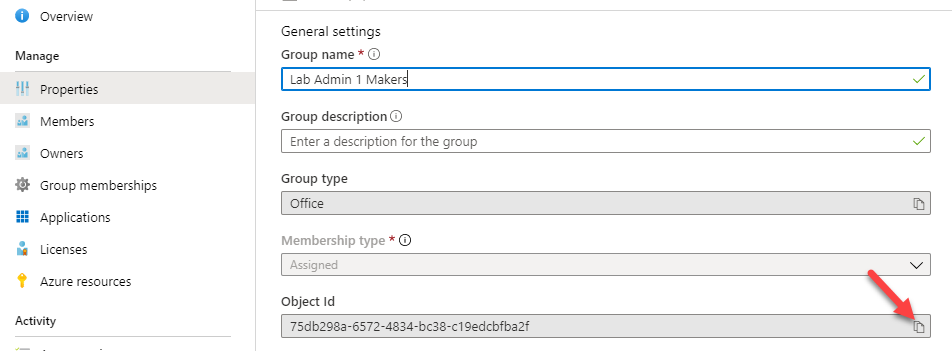 Overview
Manage
Properties
Members
Owners
Group memberships
Applications
Licenses
Azure resources
Activity
General settings
Group name *
Lab Admin 1 Makers
Group description
Enter a description for the group
Group type
Office
Membership type *
Assigned
Object Id
75db298a-6572-4834-bc38-c19edcbfba2f